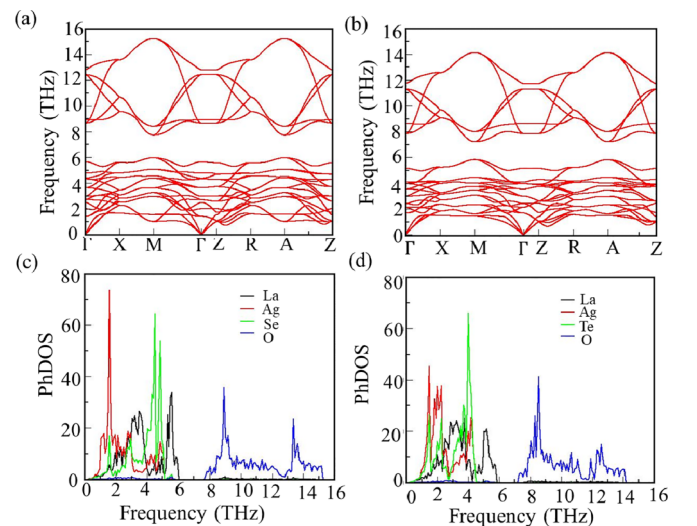 (a)
Frequency (THz)
16
14
12
10
8
6
4
2
0
Γ X M Γ Z R A Z
(b)
Frequency (THz)
16
14
12
10
8
6
4
2
0
Γ X M Γ Z R A Z
(c)
PhDOS
80
60
40
20
0
La
Ag
Se
O
0 2 4 6 8 10 12 14 16
Frequency (THz)
(d)
PhDOS
80
60
40
20
0
La
Ag
Te
O
0 2 4 6 8 10 12 14 16
Frequency (THz)